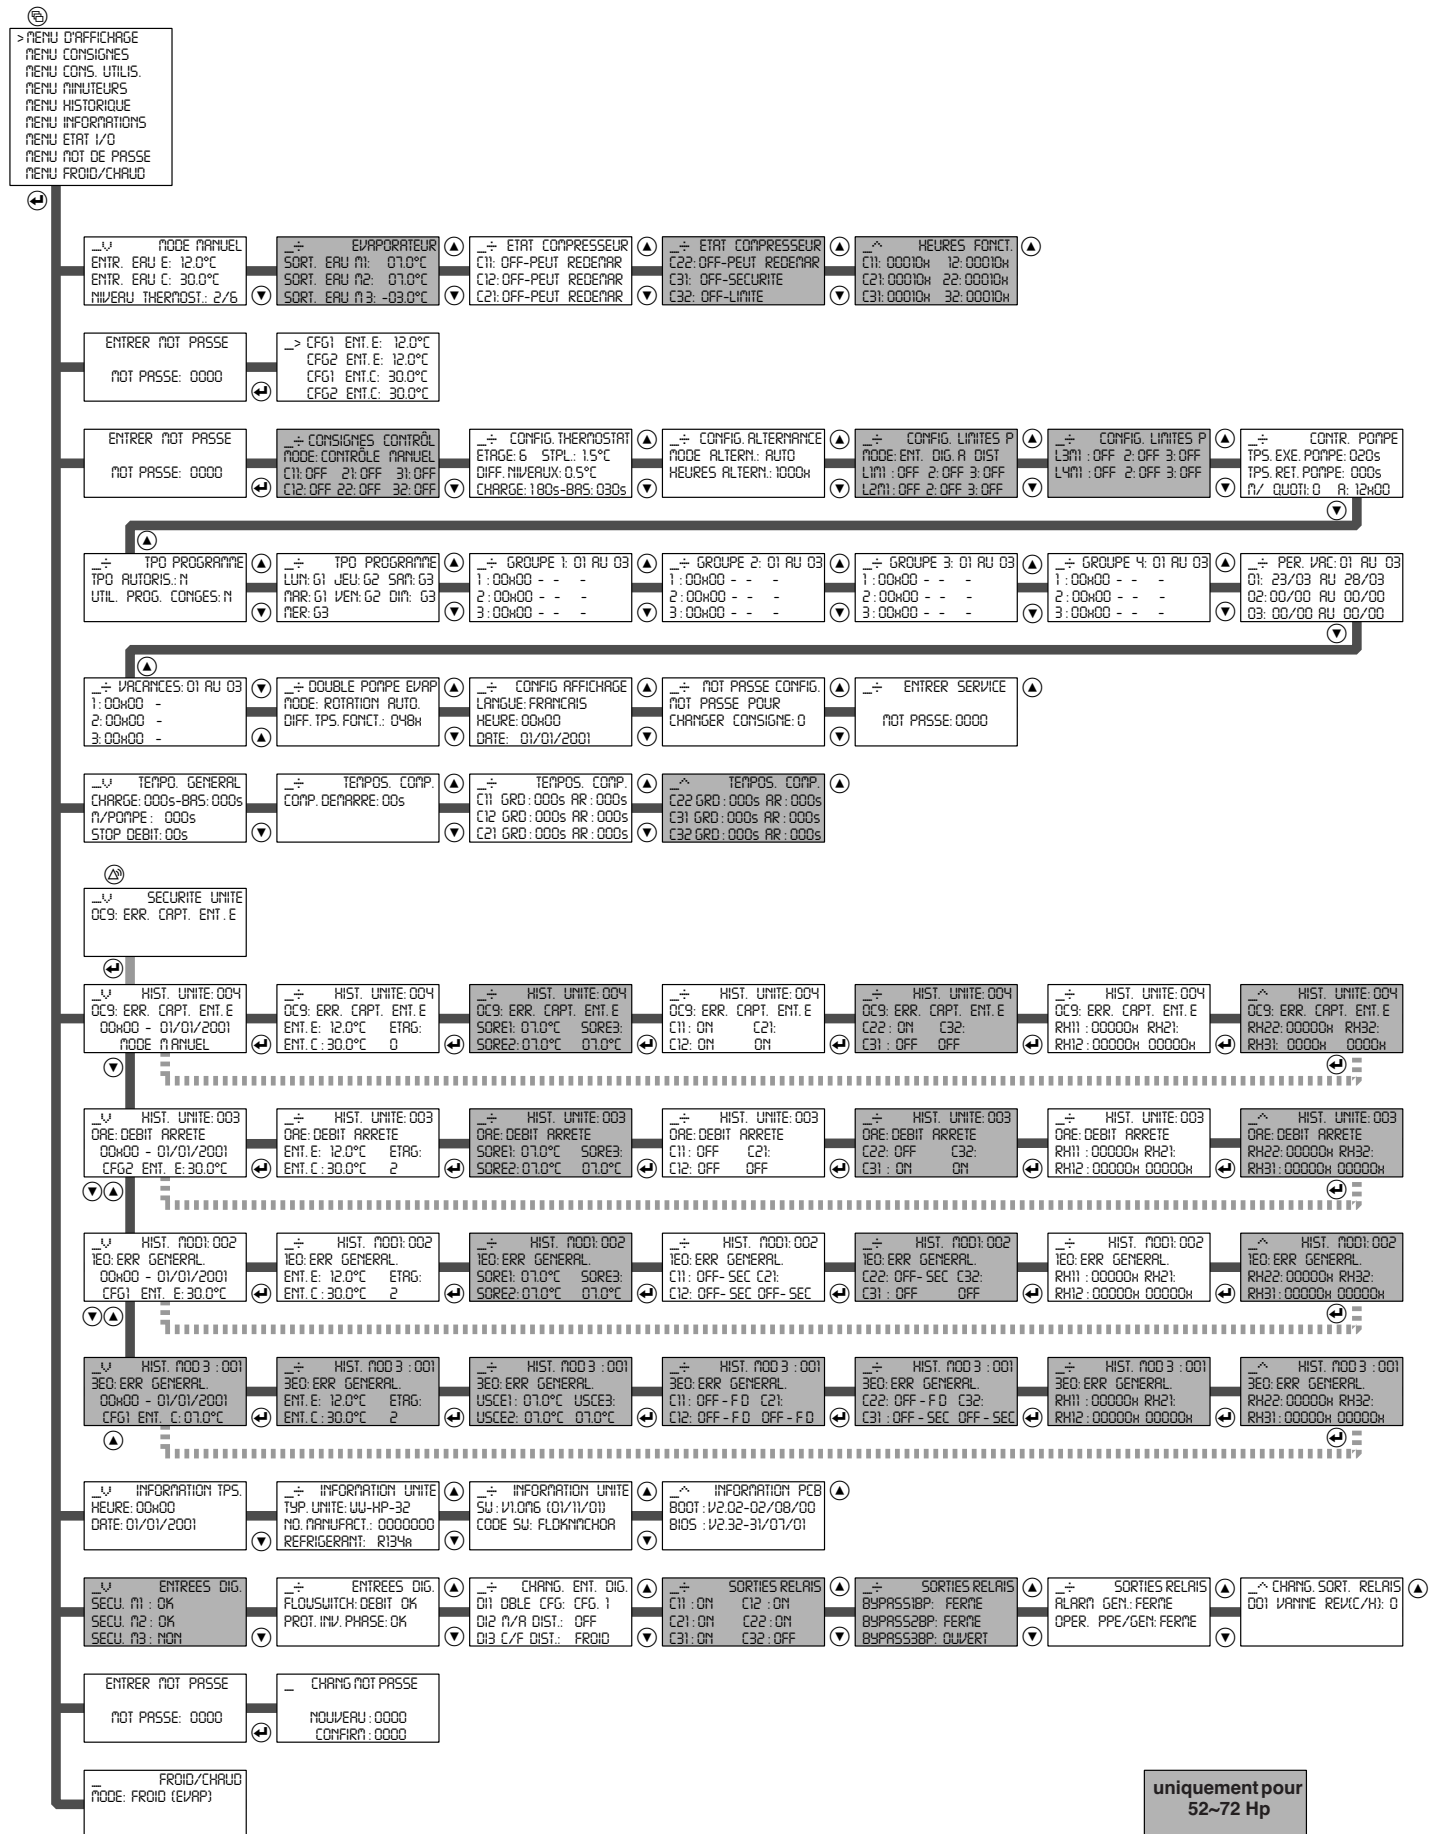 >MENU D'AFFICHAGE
MENU CONSIGNES
MENU CONS. UTILIS.
MENU MINUTEURS
MENU HISTORIQUE
MENU INFORMATIONS
MENU ETAT I/O
MENU MOT DE PASSE
MENU FROID/CHAUD
_v MODE MANUEL
ENTR. EAU E: 12.0°C
ENTR. EAU C: 30.0°C
NIVEAU THERMOST.: 2/6
_÷ EVAPORATEUR
SORT. EAU M1: 07.0°C
SORT. EAU M2: 07.0°C
SORT. EAU M3: -03.0°C
_÷ ETAT COMPRESSEUR
C11: OFF-PEUT REDEMAR
C12: OFF-PEUT REDEMAR
C21: OFF-PEUT REDEMAR
_÷ ETAT COMPRESSEUR
C22: OFF-PEUT REDEMAR
C31: OFF-SECURITE
C32: OFF-LIMITE
_^ HEURES FONCT.
C11: 00010H 12: 00010H
C21: 00010H 22: 00010H
C31: 00010H 32: 00010H
ENTRER MOT PASSE
MOT PASSE: 0000
_> CFG1 ENT.E: 12.0°C
CFG2 ENT.E: 12.0°C
CFG1 ENT.C: 30.0°C
CFG2 ENT.C: 30.0°C
ENTRER MOT PASSE
MOT PASSE: 0000
_÷ CONSIGNES CONTRÔL
MODE: CONTRÔLE MANUEL
C11: OFF 21: OFF 31: OFF
C12: OFF 22: OFF 32: OFF
_÷ CONFIG. THERMOSTAT
ETAGE: 6 STPL.: 1.5°C
DIFF. NIVEAUX: 0.5°C
CHARGE: 180s-BAS: 030s
_÷ CONFIG. ALTERNANCE
MODE ALTERN.: AUTO
HEURES ALTERN.: 1000H
_÷ CONFIG. LIMITES P
MODE: ENT. DIG. A DIST
L1M1 : OFF 2: OFF 3: OFF
L2M1 : OFF 2: OFF 3: OFF
_÷ CONFIG. LIMITES P
L3M1 : OFF 2: OFF 3: OFF
L4M1 : OFF 2: OFF 3: OFF
_÷ CONTR. POMPE
TPS. EXE. POMPE: 020s
TPS. RET. POMPE: 000s
M/ QUOTI: 0 A: 12H00
_÷ TPO PROGRAMME
TPO AUTORIS.: N
UTIL. PROG. CONGES: N
_÷ TPO PROGRAMME
LUN: G1 JEU: G2 SAM: G3
MAR: G1 VEN: G2 DIM: G3
MER: G3
_÷ GROUPE 1: 01 AU 03
1 : 00H00 - - -
2 : 00H00 - - -
3 : 00H00 - - -
_÷ GROUPE 2: 01 AU 03
1 : 00H00 - - -
2 : 00H00 - - -
3 : 00H00 - - -
_÷ GROUPE 3: 01 AU 03
1 : 00H00 - - -
2 : 00H00 - - -
3 : 00H00 - - -
_÷ GROUPE 4: 01 AU 03
1 : 00H00 - - -
2 : 00H00 - - -
3 : 00H00 - - -
_÷ PER. VAC: 01 AU 03
01: 23/03 AU 28/03
02: 00/00 AU 00/00
03: 00/00 AU 00/00
_÷ VACANCES: 01 AU 03
1: 00H00 -
2: 00H00 -
3: 00H00 -
_÷ DOUBLE POMPE EVAP
MODE: ROTATION AUTO.
DIFF. TPS. FONCT.: 048H
_÷ CONFIG AFFICHAGE
LANGUE: FRANCAIS
HEURE: 00H00
DATE: 01/01/2001
_÷ MOT PASSE CONFIG.
MOT PASSE POUR
CHANGER CONSIGNE: 0
_÷ ENTRER SERVICE
MOT PASSE: 0000
_v TEMPO. GENERAL
CHARGE: 000s-BAS: 000s
M/POMPE : 000s
STOP DEBIT: 00s
_÷ TEMPOS. COMP.
COMP. DEMARRE: 00s
_÷ TEMPOS. COMP.
C11 GRD : 000s AR : 000s
C12 GRD : 000s AR : 000s
C21 GRD : 000s AR : 000s
_^ TEMPOS. COMP.
C22 GRD : 000s AR : 000s
C31 GRD : 000s AR : 000s
C32 GRD : 000s AR : 000s
_v SECURITE UNITE
0C9: ERR. CAPT. ENT. E
_v HIST. UNITE: 004
0C9: ERR. CAPT. ENT.E
00H00 - 01/01/2001
MODE MANUEL
_÷ HIST. UNITE: 004
0C9: ERR. CAPT. ENT.E
ENT. E: 12.0°C ETAG:
ENT. C : 30.0°C 0
_÷ HIST. UNITE: 004
0C9: ERR. CAPT. ENT.E
SORE1: 07.0°C SORE3:
SORE2: 07.0°C 07.0°C
_÷ HIST. UNITE: 004
0C9: ERR. CAPT. ENT.E
C11 : ON C21:
C12: ON ON
_÷ HIST. UNITE: 004
0C9: ERR. CAPT. ENT.E
C22 : ON C32:
C31 : OFF OFF
_÷ HIST. UNITE: 004
0C9: ERR. CAPT. ENT.E
RH11 : 00000H RH21:
RH12 : 00000H 00000H
_^ HIST. UNITE: 004
0C9: ERR. CAPT. ENT.E
RH22: 00000H RH32:
RH31: 0000H 0000H
_v HIST. UNITE: 003
0AE: DEBIT ARRETE
00H00 - 01/01/2001
CFG2 ENT. E: 30.0°C
_÷ HIST. UNITE: 003
0AE: DEBIT ARRETE
ENT. E: 12.0°C ETAG:
ENT. C : 30.0°C 2
_÷ HIST. UNITE: 003
0AE: DEBIT ARRETE
SORE1: 07.0°C SORE3:
SORE2: 07.0°C 07.0°C
_÷ HIST. UNITE: 003
0AE: DEBIT ARRETE
C11 : OFF C21:
C12: OFF OFF
_÷ HIST. UNITE: 003
0AE: DEBIT ARRETE
C22: OFF C32:
C31 : ON ON
_÷ HIST. UNITE: 003
0AE: DEBIT ARRETE
RH11 : 00000H RH21:
RH12 : 00000H 00000H
_^ HIST. UNITE: 003
0AE: DEBIT ARRETE
RH22: 00000H RH32:
RH31: 00000H 00000H
_v HIST. MOD1: 002
1E0: ERR GENERAL.
00H00 - 01/01/2001
CFG1 ENT. E: 30.0°C
_÷ HIST. MOD1: 002
1E0: ERR GENERAL.
ENT. E: 12.0°C ETAG:
ENT. C : 30.0°C 2
_÷ HIST. MOD1: 002
1E0: ERR GENERAL.
SORE1: 07.0°C SORE3:
SORE2: 07.0°C 07.0°C
_÷ HIST. MOD1: 002
1E0: ERR GENERAL.
C11 : OFF- SEC C21:
C12: OFF- SEC OFF- SEC
_÷ HIST. MOD1: 002
1E0: ERR GENERAL.
C22: OFF- SEC C32:
C31 : OFF OFF
_÷ HIST. MOD1: 002
1E0: ERR GENERAL.
RH11 : 00000H RH21:
RH12 : 00000H 00000H
_^ HIST. MOD1: 002
1E0: ERR GENERAL.
RH22: 00000H RH32:
RH31: 00000H 00000H
_v HIST. MOD 3 : 001
3E0: ERR GENERAL.
00H00 - 01/01/2001
CFG1 ENT. C: 07.0°C
_÷ HIST. MOD 3 : 001
3E0: ERR GENERAL.
ENT. E : 12.0°C ETAG:
ENT. C : 30.0°C 2
_÷ HIST. MOD 3 : 001
3E0: ERR GENERAL.
USCE1: 07.0°C USCE3:
USCE2: 07.0°C 07.0°C
_÷ HIST. MOD 3 : 001
3E0: ERR GENERAL.
C11 : OFF - F D C21:
C12: OFF - F D OFF - F D
_÷ HIST. MOD 3 : 001
3E0: ERR GENERAL.
C22: OFF - F D C32:
C31 : OFF - SEC OFF - SEC
_÷ HIST. MOD 3 : 001
3E0: ERR GENERAL.
RH11 : 00000H RH21:
RH12 : 00000H 00000H
_^ HIST. MOD 3 : 001
3E0: ERR GENERAL.
RH22: 00000H RH32:
RH31: 00000H 00000H
_v INFORMATION TPS.
HEURE: 00H00
DATE: 01/01/2001
_÷ INFORMATION UNITE
TYP. UNITE: WW-HP-32
NO. MANUFACT.: 0000000
REFRIGERANT: R134A
_÷ INFORMATION UNITE
SW : V1.0M6 (01/11/01)
CODE SW: FLDKNMCH0A
_^ INFORMATION PCB
BOOT : V2.02-02/08/00
BIOS : V2.32-31/07/01
_v ENTREES DIG.
SECU. M1 : OK
SECU. M2 : OK
SECU. M3 : NON
_÷ ENTREES DIG.
FLOWSWITCH: DEBIT OK
PROT. INV. PHASE: OK
_÷ CHANG. ENT. DIG.
DI1 DBLE CFG: CFG. 1
DI2 M/A DIST.: OFF
DI3 C/F DIST.: FROID
_÷ SORTIES RELAIS
C11 : ON C12 : ON
C21 : ON C22 : ON
C31 : ON C32 : OFF
_÷ SORTIES RELAIS
BYPASS1BP: FERME
BYPASS2BP: FERME
BYPASS3BP: OUVERT
_÷ SORTIES RELAIS
ALARM GEN.: FERME
OPER. PPE/GEN: FERME
_^ CHANG. SORT. RELAIS
DO1 VANNE REV(C/H): O
ENTRER MOT PASSE
MOT PASSE: 0000
_ CHANG MOT PASSE
NOUVEAU : 0000
CONFIRM : 0000
_ FROID/CHAUD
MODE: FROID (EVAP)
uniquement pour
52~72 Hp